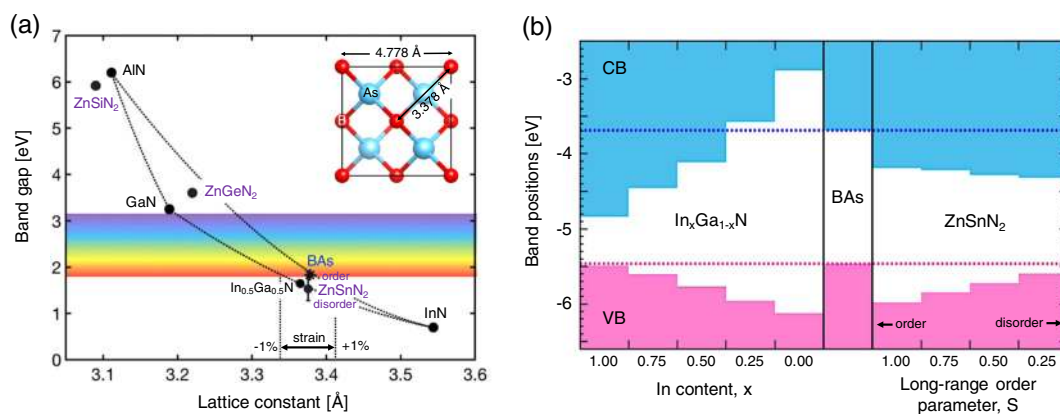 (a)
Band gap [eV]
7
6
5
4
3
2
1
0
AlN
ZnSiN₂
ZnGeN₂
GaN
4.778 Å
As
3.378 Å
B
BAs
order
In₀.₅Ga₀.₅N
ZnSnN₂
disorder
InN
strain
-1%
+1%
3.1 3.2 3.3 3.4 3.5 3.6
Lattice constant [Å]
(b)
Band positions [eV]
-3
-4
-5
-6
CB
InₓGa₁₋ₓN
BAs
ZnSnN₂
VB
order
disorder
1.00 0.75 0.50 0.25 0.00
1.00 0.75 0.50 0.25
In content, x
Long-range order
parameter, S